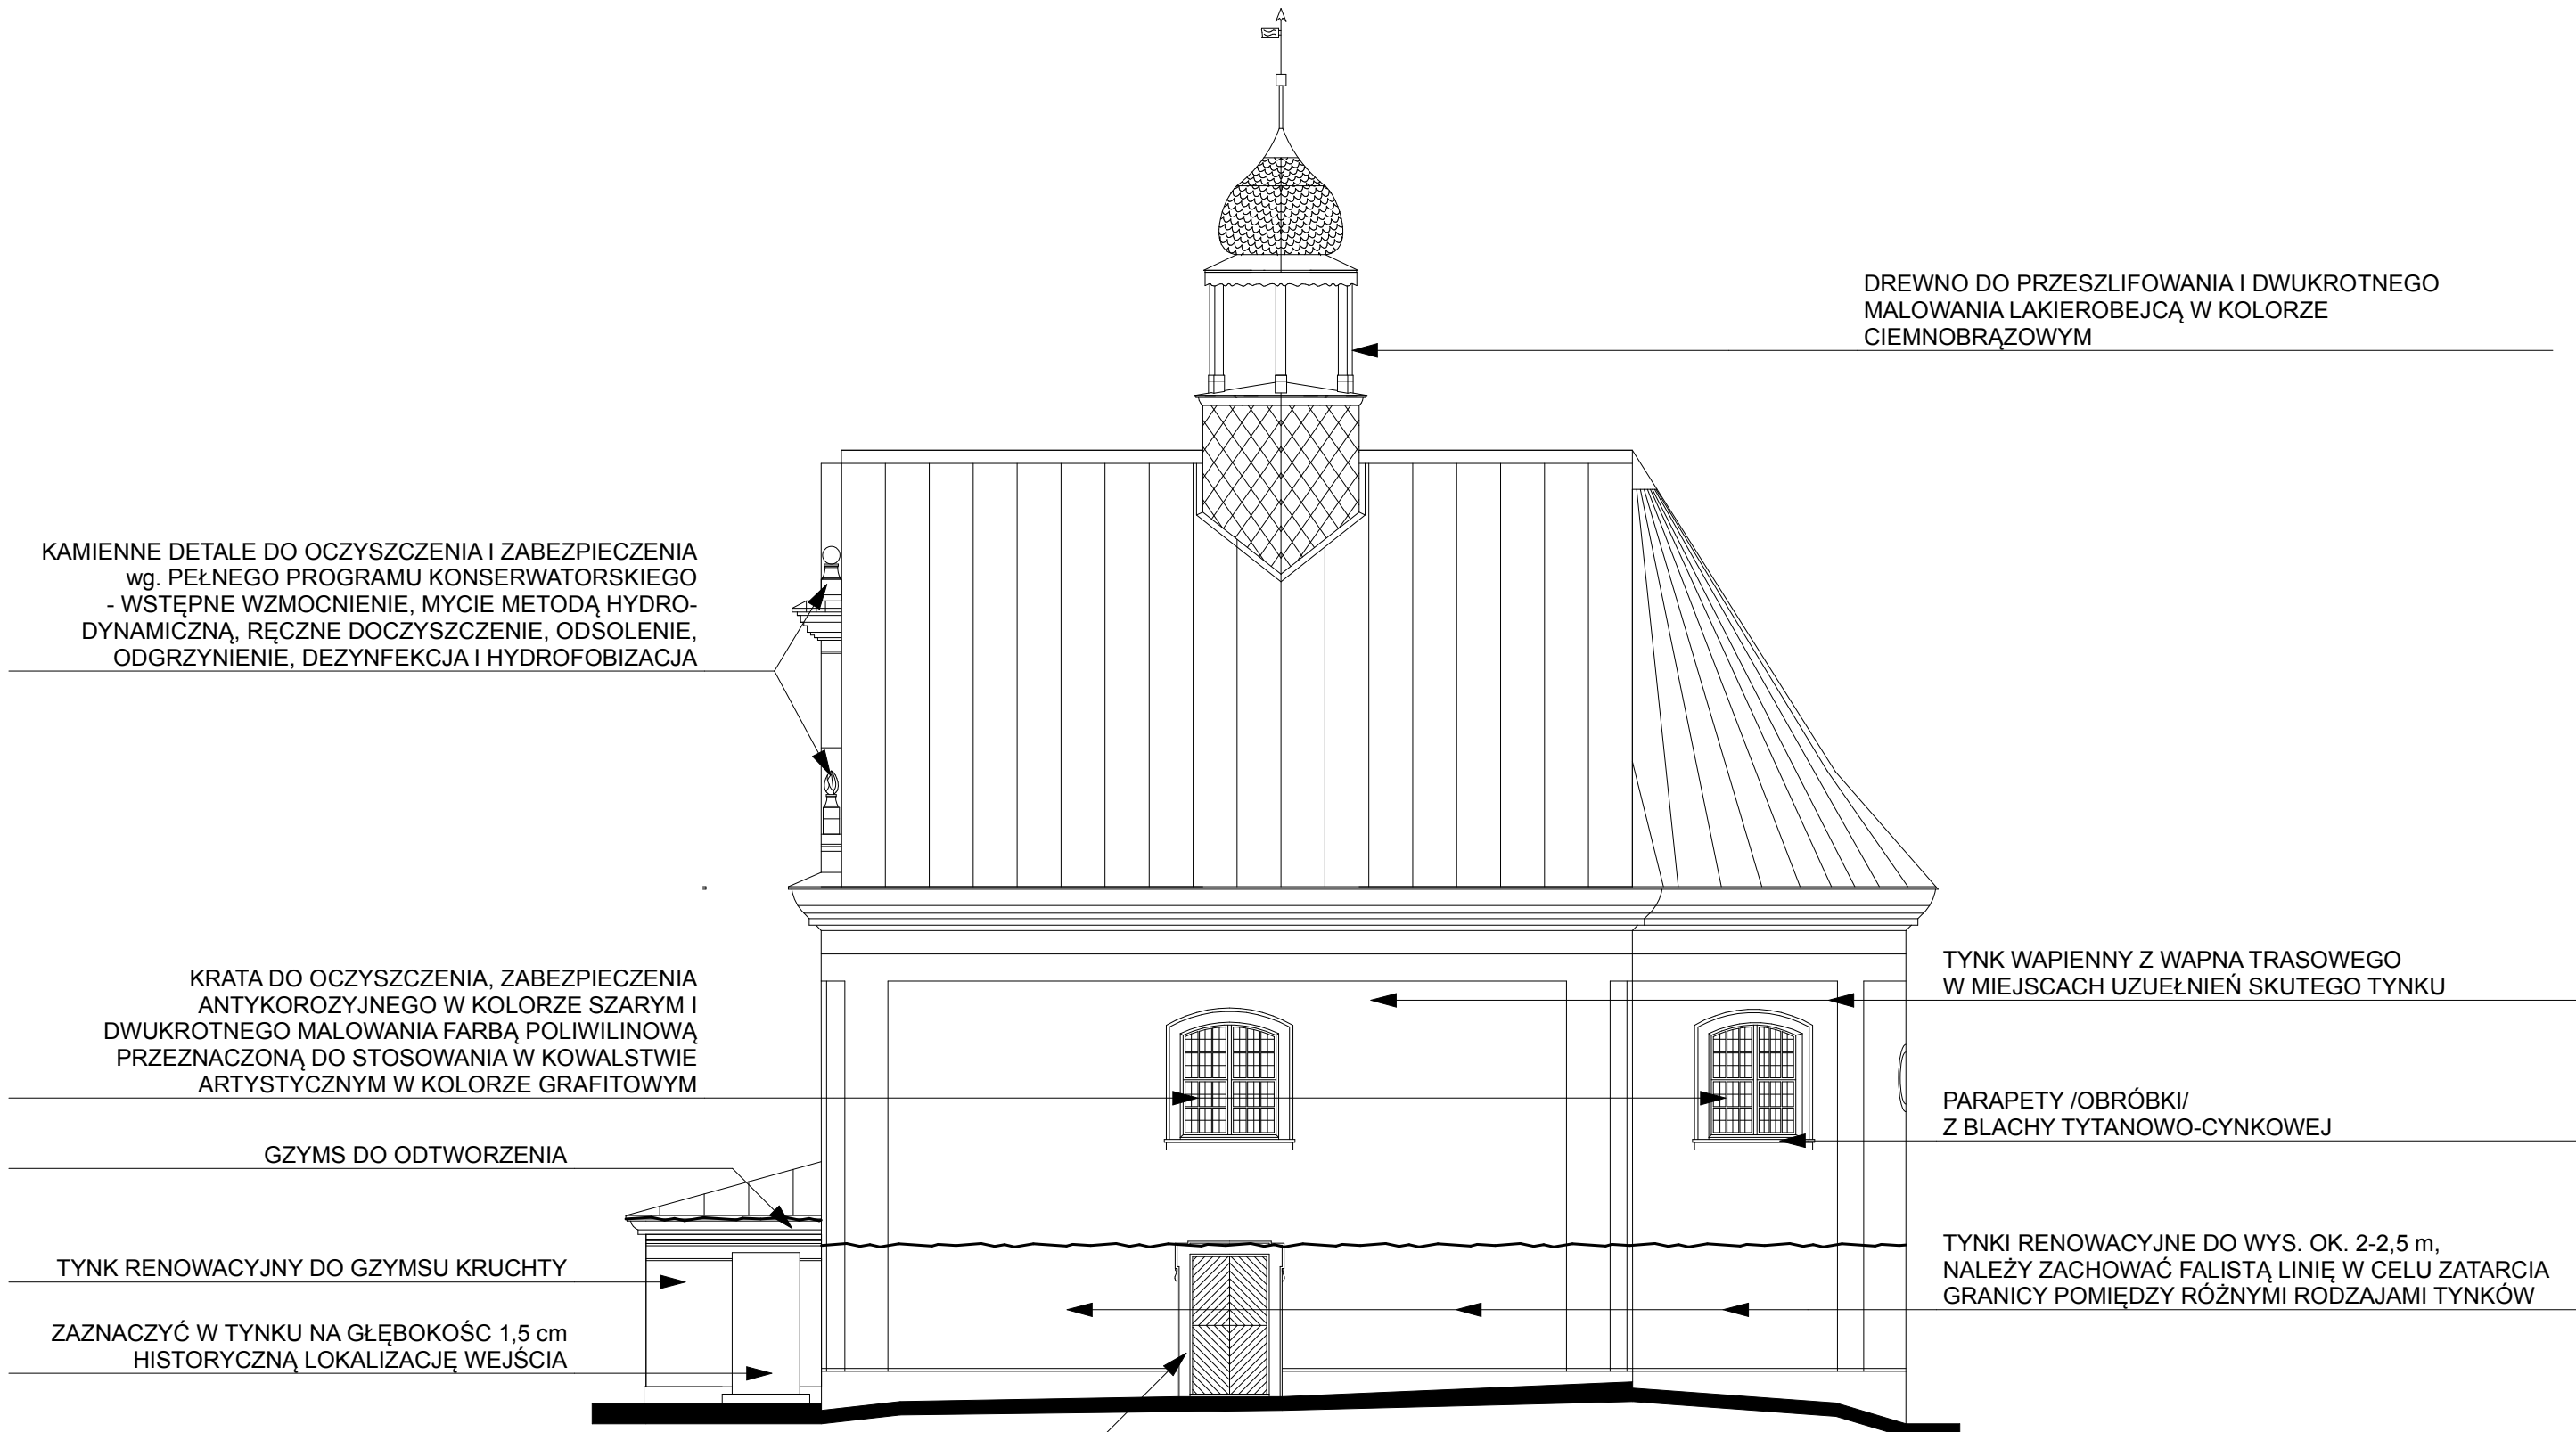 DREWNO DO PRZESZLIFOWANIA I DWUKROTNEGO
MALOWANIA LAKIEROBEJCĄ W KOLORZE
CIEMNOBRĄZOWYM
KAMIENNE DETALE DO OCZYSZCZENIA I ZABEZPIECZENIA
wg. PEŁNEGO PROGRAMU KONSERWATORSKIEGO
- WSTĘPNE WZMOCNIENIE, MYCIE METODĄ HYDRO-
DYNAMICZNĄ, RĘCZNE DOCZYSZCZENIE, ODSOLENIE,
ODGRZYNIENIE, DEZYNFEKCJA I HYDROFOBIZACJA
KRATA DO OCZYSZCZENIA, ZABEZPIECZENIA
ANTYKOROZYJNEGO W KOLORZE SZARYM I
DWUKROTNEGO MALOWANIA FARBĄ POLIWILINOWĄ
PRZEZNACZONĄ DO STOSOWANIA W KOWALSTWIE
ARTYSTYCZNYM W KOLORZE GRAFITOWYM
GZYMS DO ODTWORZENIA
TYNK RENOWACYJNY DO GZYMSU KRUCHTY
ZAZNACZYĆ W TYNKU NA GŁĘBOKOŚC 1,5 cm
HISTORYCZNĄ LOKALIZACJĘ WEJŚCIA
TYNK WAPIENNY Z WAPNA TRASOWEGO
W MIEJSCACH UZUEŁNIEŃ SKUTEGO TYNKU
PARAPETY /OBRÓBKI/
Z BLACHY TYTANOWO-CYNKOWEJ
TYNKI RENOWACYJNE DO WYS. OK. 2-2,5 m,
NALEŻY ZACHOWAĆ FALISTĄ LINIĘ W CELU ZATARCIA
GRANICY POMIĘDZY RÓŻNYMI RODZAJAMI TYNKÓW